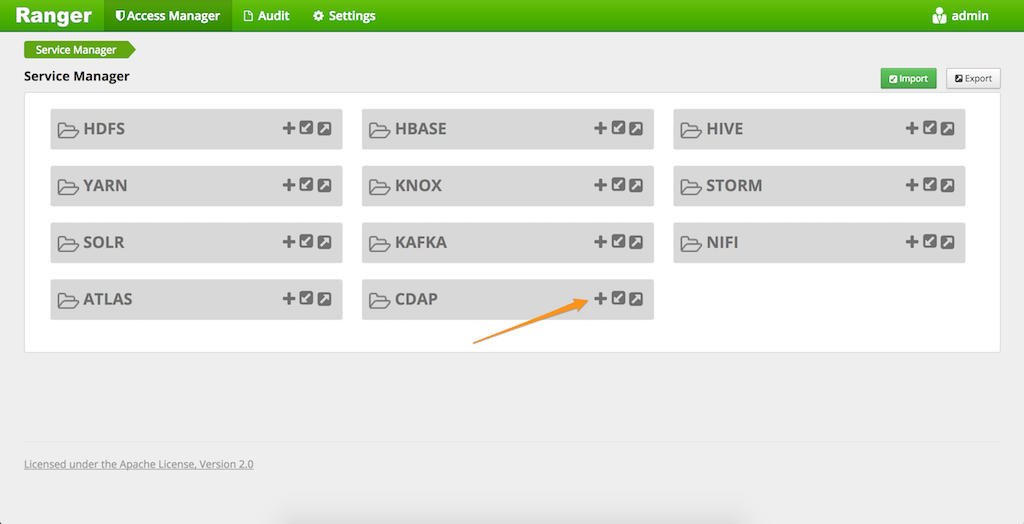 Ranger Access Manager Audit Settings admin
Service Manager
Service Manager Import Export
HDFS HBASE HIVE
YARN KNOX STORM
SOLR KAFKA NIFI
ATLAS CDAP
Licensed under the Apache License, Version 2.0